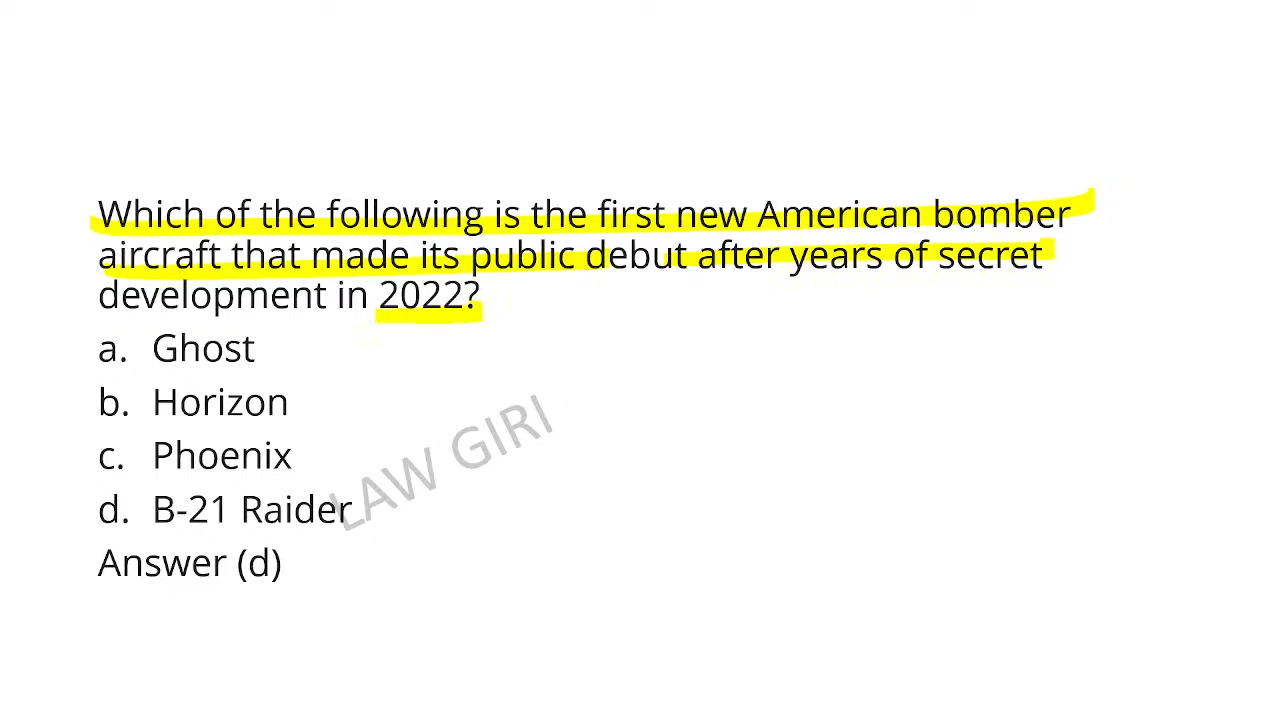 Which of the following is the first new American bomber
aircraft that made its public debut after years of secret
development in 2022?
a. Ghost
b. Horizon
c. Phoenix
d. B-21 Raider
LAW GIRI
Answer (d)